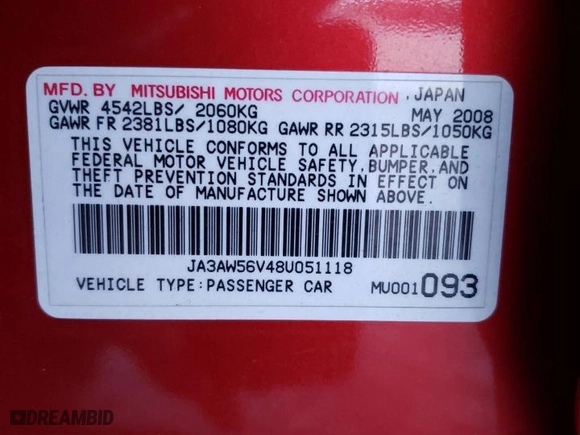 MFD. BY MITSUBISHI MOTORS CORPORATION, JAPAN
GVWR 4542LBS/ 2060KG MAY 2008
GAWR FR 2381LBS/1080KG GAWR RR 2315LBS/1050KG
THIS VEHICLE CONFORMS TO ALL APPLICABLE
FEDERAL MOTOR VEHICLE SAFETY, BUMPER, AND
THEFT PREVENTION STANDARDS IN EFFECT ON
THE DATE OF MANUFACTURE SHOWN ABOVE.
JA3AW56V48U051118
VEHICLE TYPE:PASSENGER CAR MU001093
DREAMBID